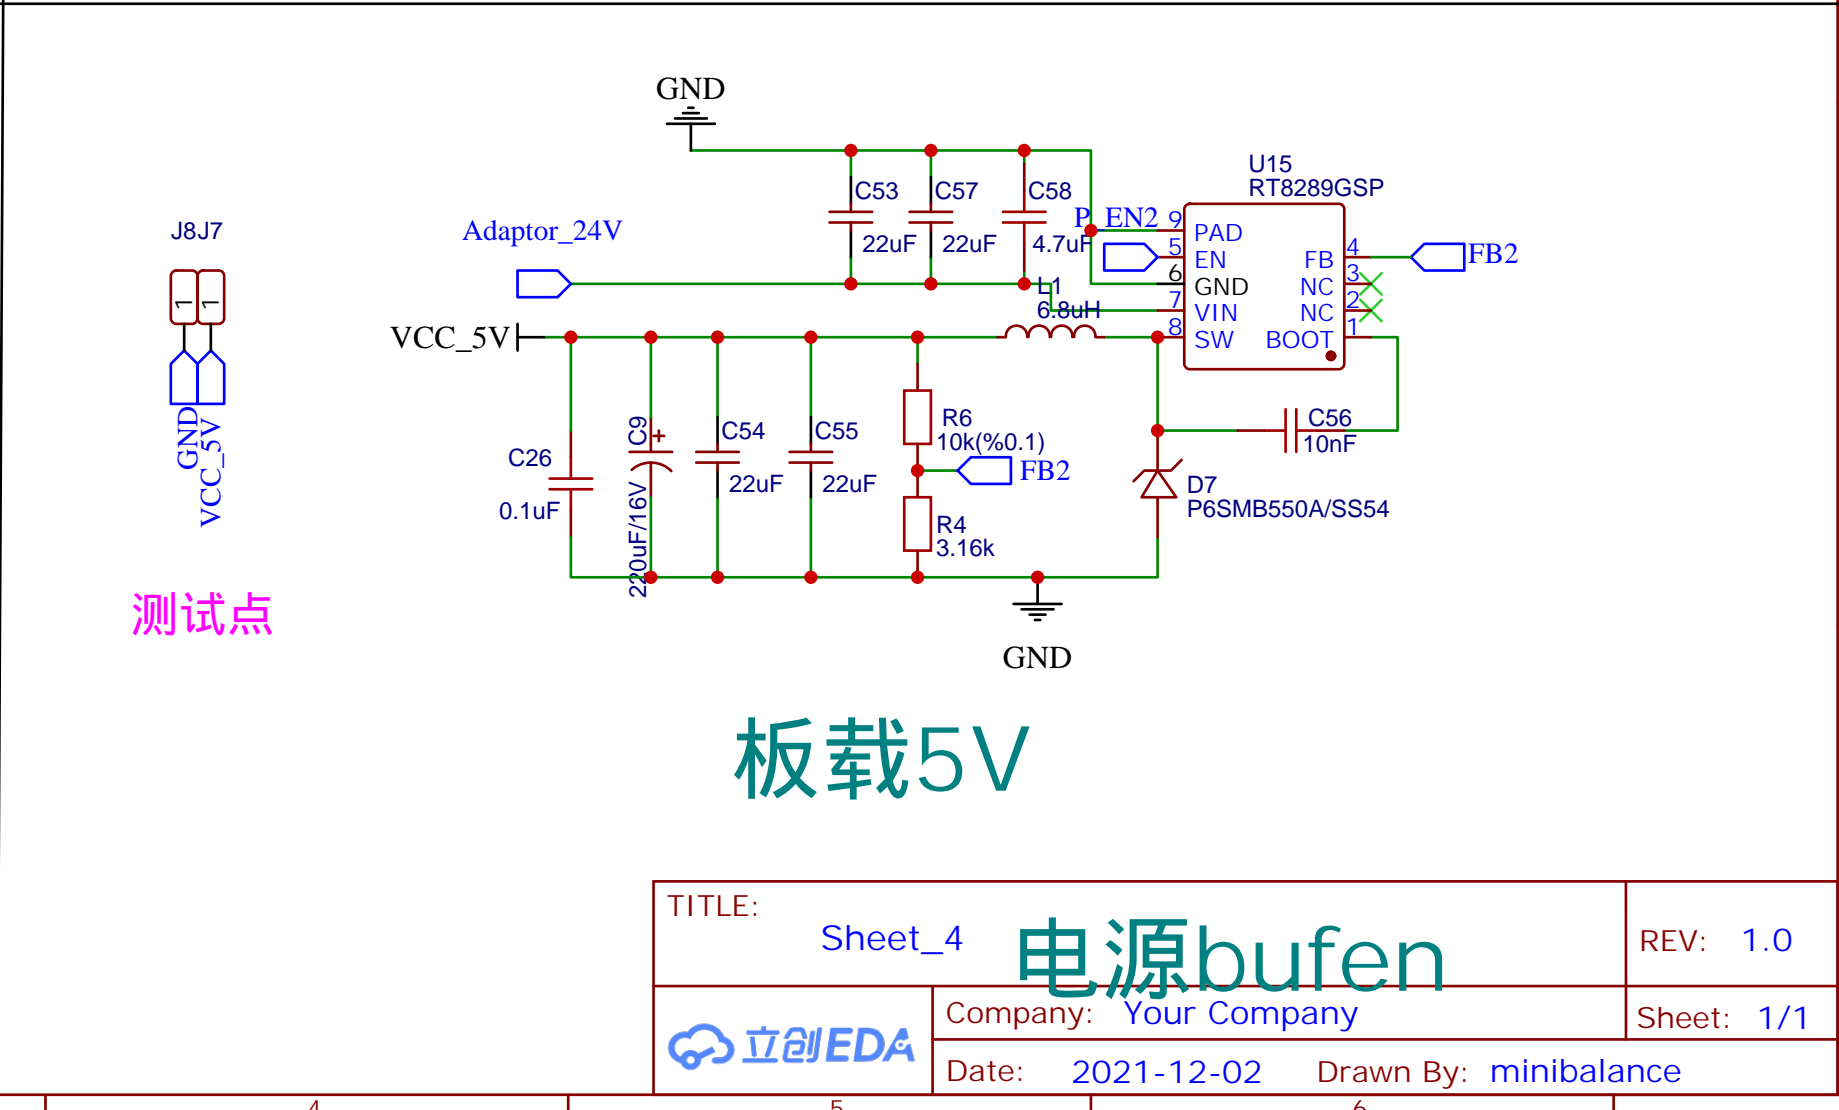 GND
C53
C57
C58
22uF
22uF
4.7uF
Adaptor_24V
P_EN2
U15
RT8289GSP
9
PAD
5
EN
6
GND
7
VIN
8
SW
4
FB
3
NC
2
NC
1
BOOT
FB2
J8J7
1
1
GND
VCC_5V
测试点
L1
6.8uH
VCC_5V
C26
0.1uF
C9
+
220uF/16V
C54
22uF
C55
22uF
R6
10k(%0.1)
FB2
R4
3.16k
C56
10nF
D7
P6SMB550A/SS54
GND
板载5V
TITLE:
Sheet_4
电源bufen
REV: 1.0
立创EDA
Company: Your Company
Sheet: 1/1
Date: 2021-12-02
Drawn By: minibalance
4
5
6